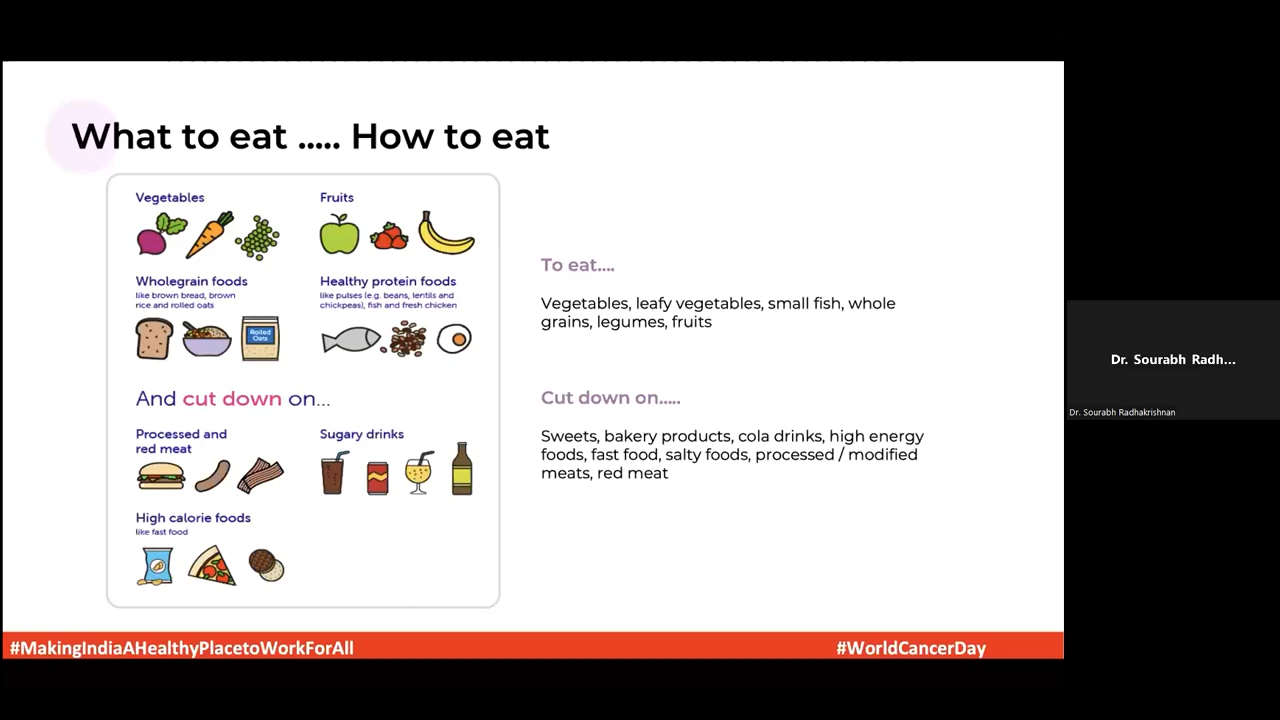 What to eat ..... How to eat
Vegetables
Fruits
Wholegrain foods
like brown bread, brown
rice and rolled oats
Healthy protein foods
like pulses (e.g. beans, lentils and
chickpeas), fish and fresh chicken
Rolled
Oats
And cut down on...
Processed and
red meat
Sugary drinks
High calorie foods
like fast food
To eat....
Vegetables, leafy vegetables, small fish, whole
grains, legumes, fruits
Cut down on.....
Sweets, bakery products, cola drinks, high energy
foods, fast food, salty foods, processed / modified
meats, red meat
#MakingIndiaAHealthyPlacetoWorkForAll
#WorldCancerDay
Dr. Sourabh Radh...
Dr. Sourabh Radhakrishnan